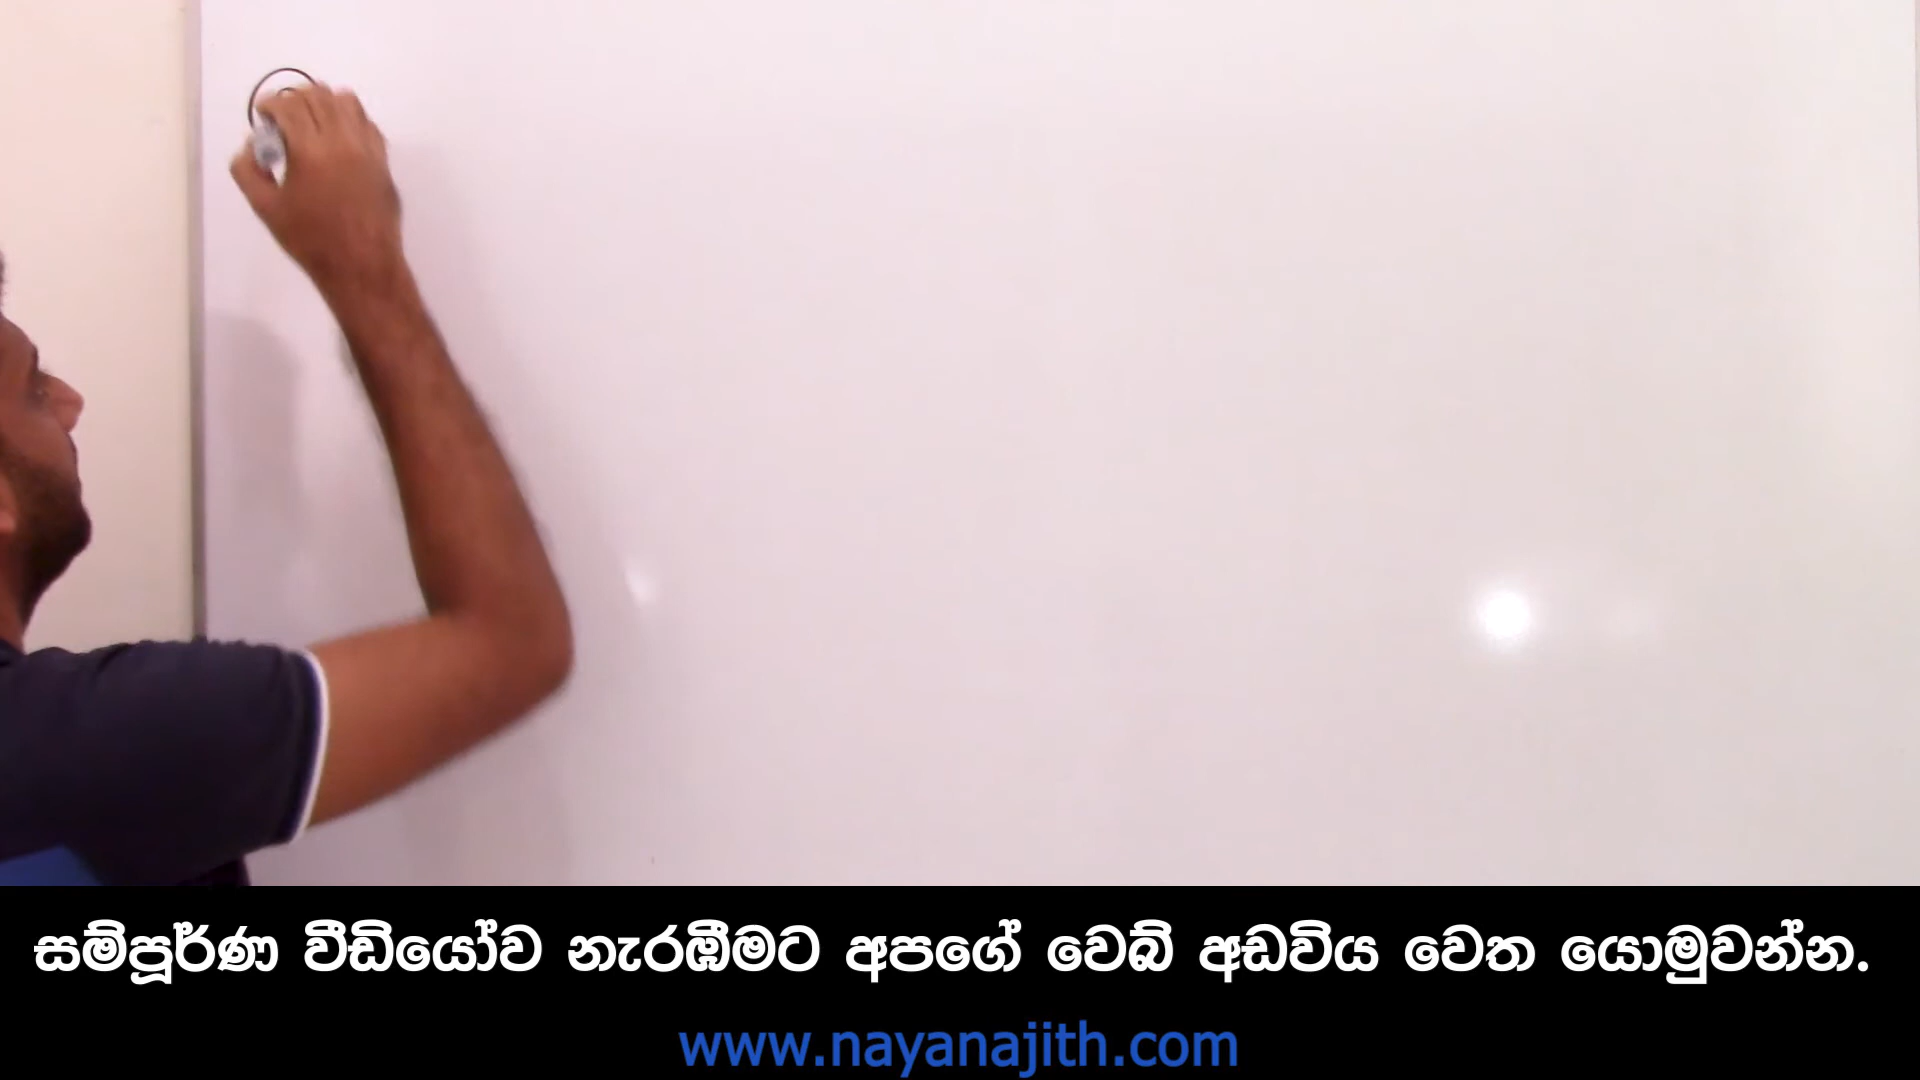 සම්පූර්ණ වීඩියෝව නැරඹීමට අපගේ වෙබ් අඩවිය වෙත යොමුවන්න.
www.nayanajith.com